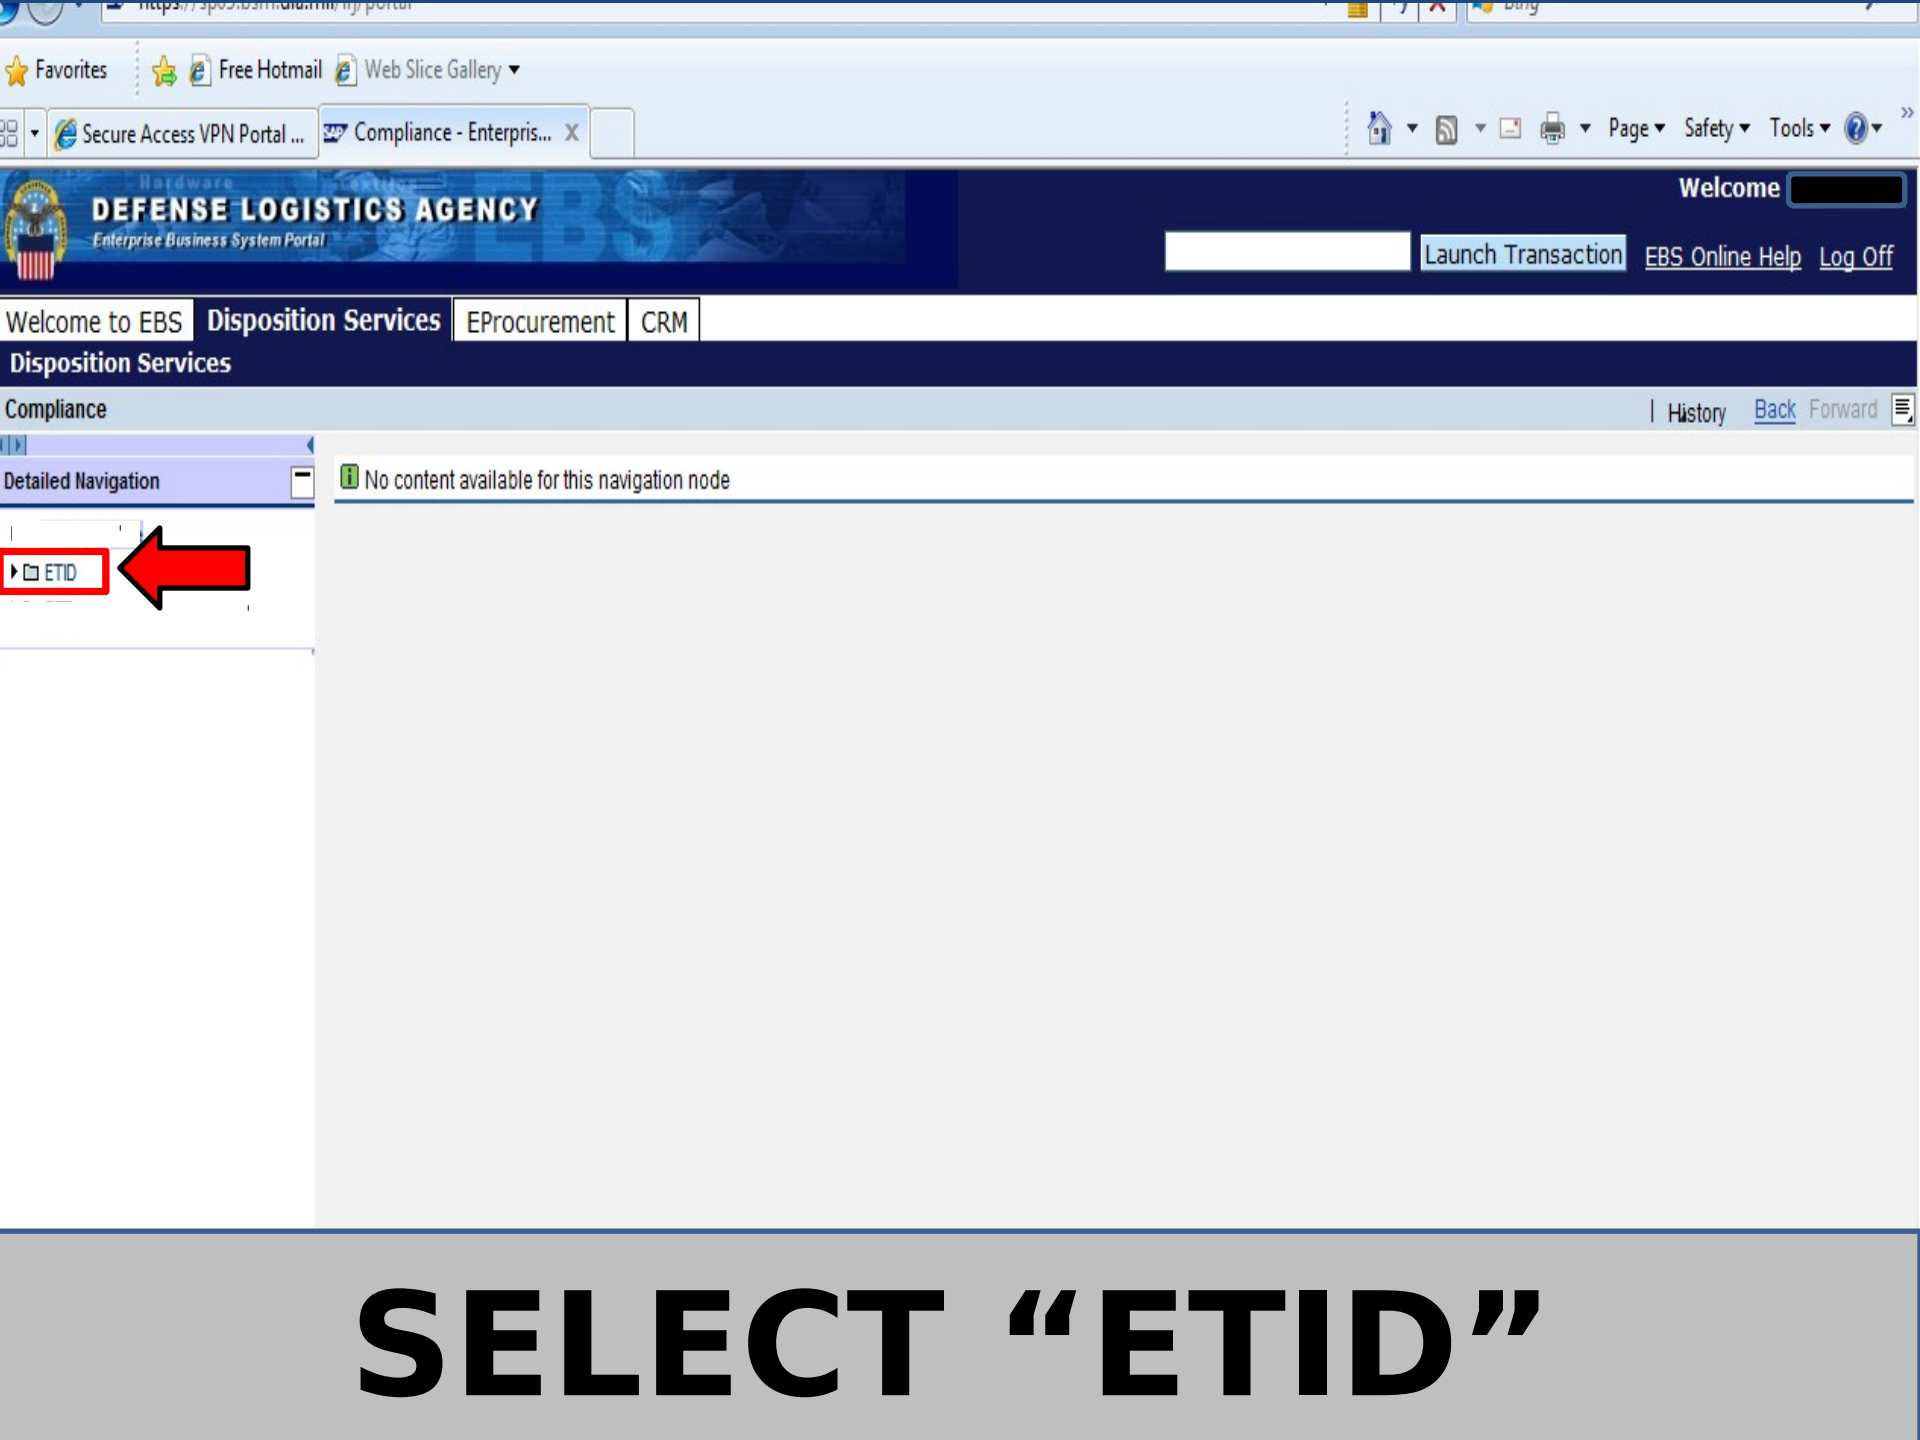 Favorites Free Hotmail Web Slice Gallery
Secure Access VPN Portal ... Compliance - Enterpris... X Page Safety Tools
Hardware
DEFENSE LOGISTICS AGENCY
Enterprise Business System Portal
EBS
Welcome
Launch Transaction EBS Online Help Log Off
Welcome to EBS Disposition Services EProcurement CRM
Disposition Services
Compliance History Back Forward
Detailed Navigation
No content available for this navigation node
ETID
SELECT “ETID”